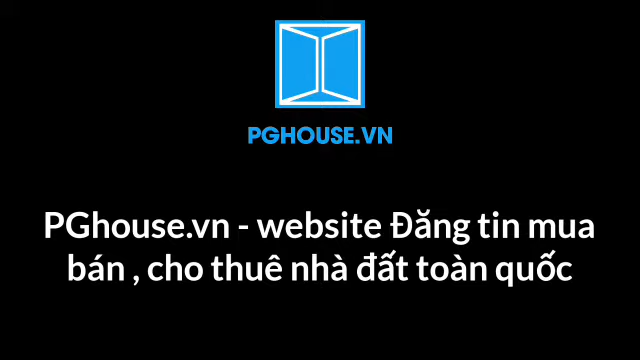 PGHOUSE.VN
PGhouse.vn - website Đăng tin mua
bán , cho thuê nhà đất toàn quốc